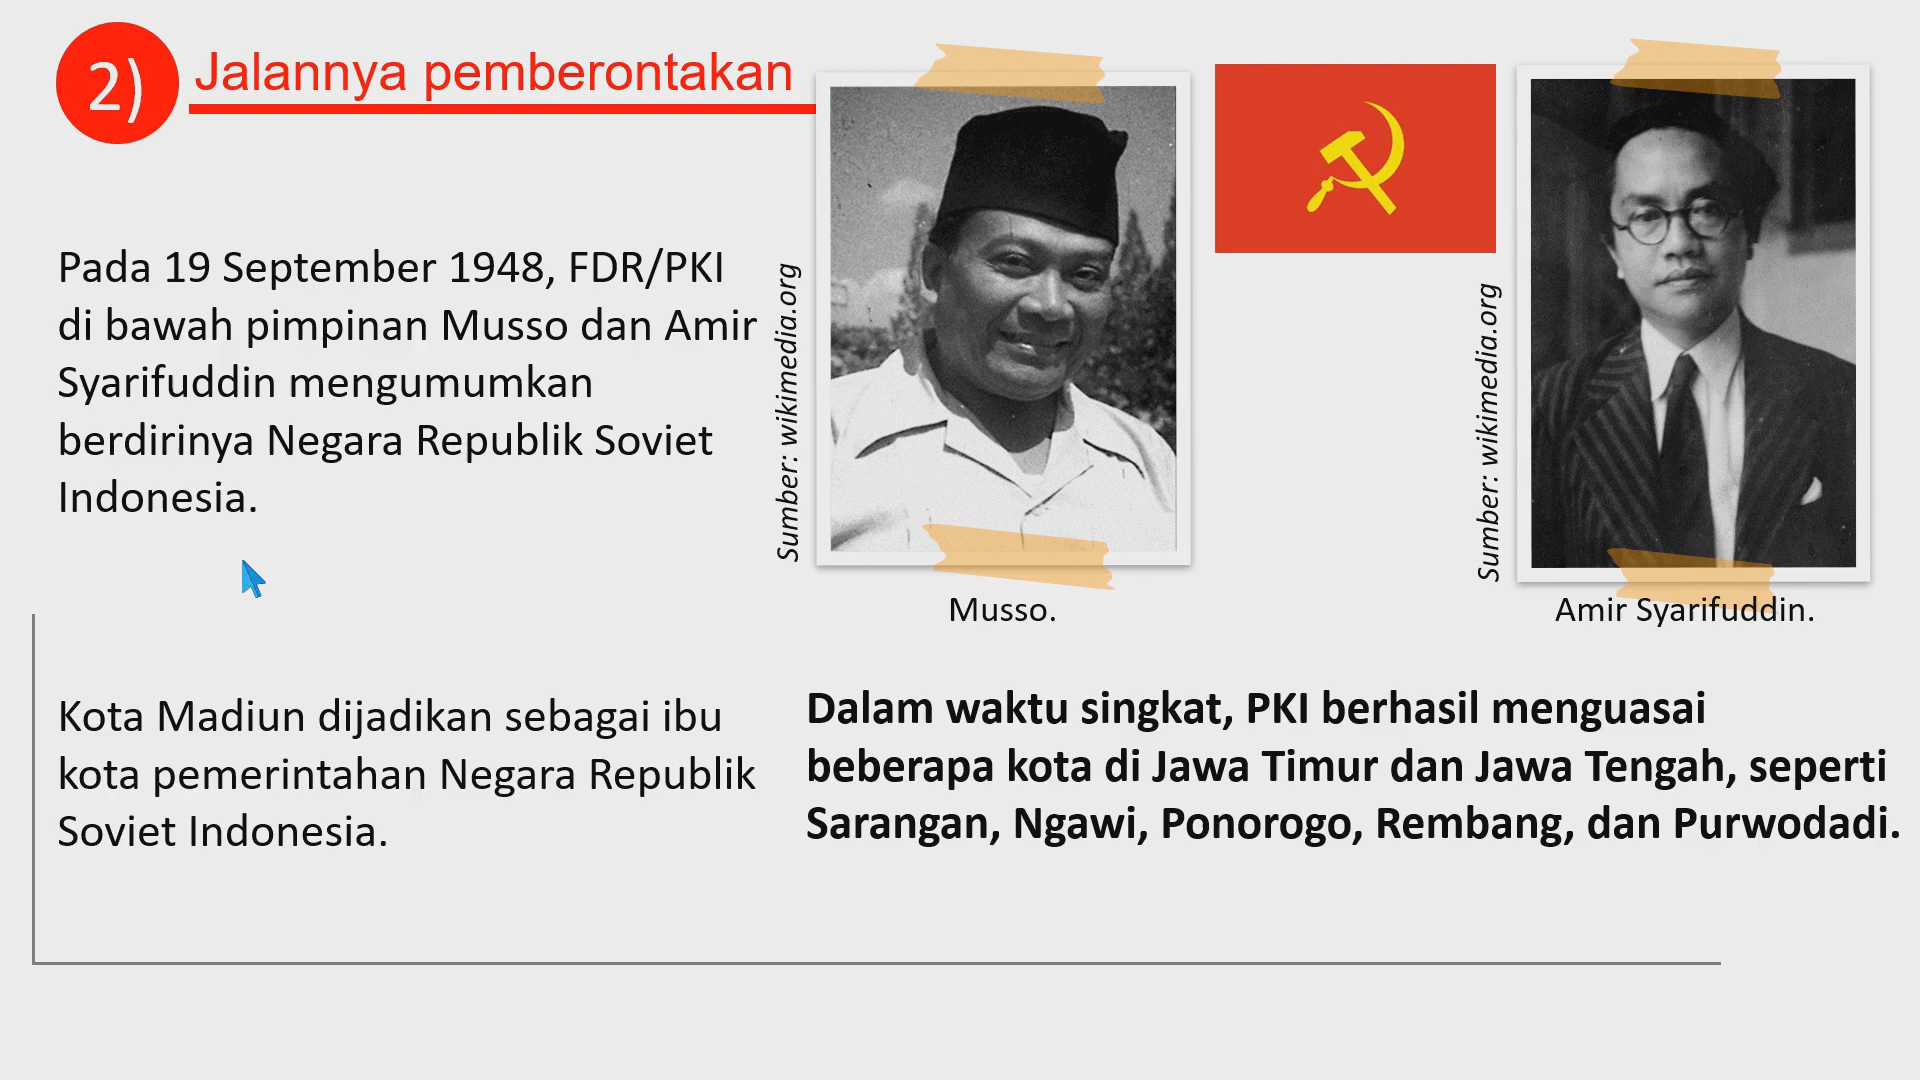 2)
Jalannya pemberontakan
Pada 19 September 1948, FDR/PKI
di bawah pimpinan Musso dan Amir
Syarifuddin mengumumkan
berdirinya Negara Republik Soviet
Indonesia.
Sumber: wikimedia.org
Musso.
Sumber: wikimedia.org
Amir Syarifuddin.
Kota Madiun dijadikan sebagai ibu
kota pemerintahan Negara Republik
Soviet Indonesia.
Dalam waktu singkat, PKI berhasil menguasai
beberapa kota di Jawa Timur dan Jawa Tengah, seperti
Sarangan, Ngawi, Ponorogo, Rembang, dan Purwodadi.